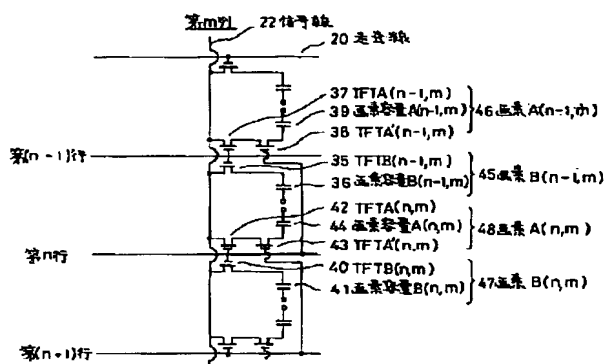 第m列
22 信号線
20 走査線
37 TFTA(n-1,m)
39 画素容量A(n-1,m)
46 画素A(n-1,m)
38 TFTA'(n-1,m)
第(n-1)行
35 TFTB(n-1,m)
36 画素容量B(n-1,m)
45 画素B(n-1,m)
42 TFTA(n,m)
44 画素容量A(n,m)
48 画素A(n,m)
43 TFTA'(n,m)
第n行
40 TFTB(n,m)
41 画素容量B(n,m)
47 画素B(n,m)
第(n+1)行